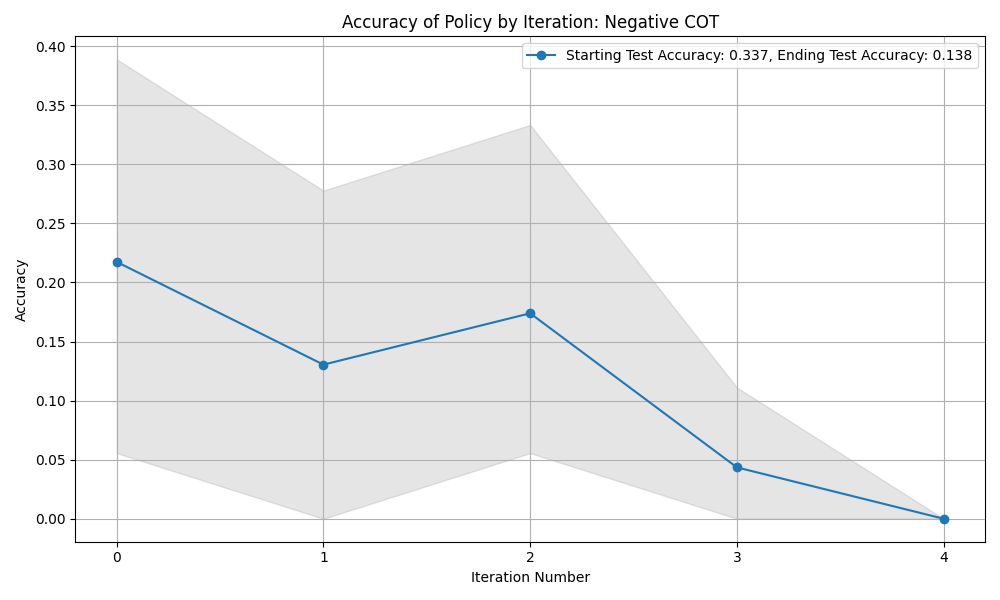 Accuracy of Policy by Iteration: Negative COT
Starting Test Accuracy: 0.337, Ending Test Accuracy: 0.138
Accuracy
0.40
0.35
0.30
0.25
0.20
0.15
0.10
0.05
0.00
0 1 2 3 4
Iteration Number